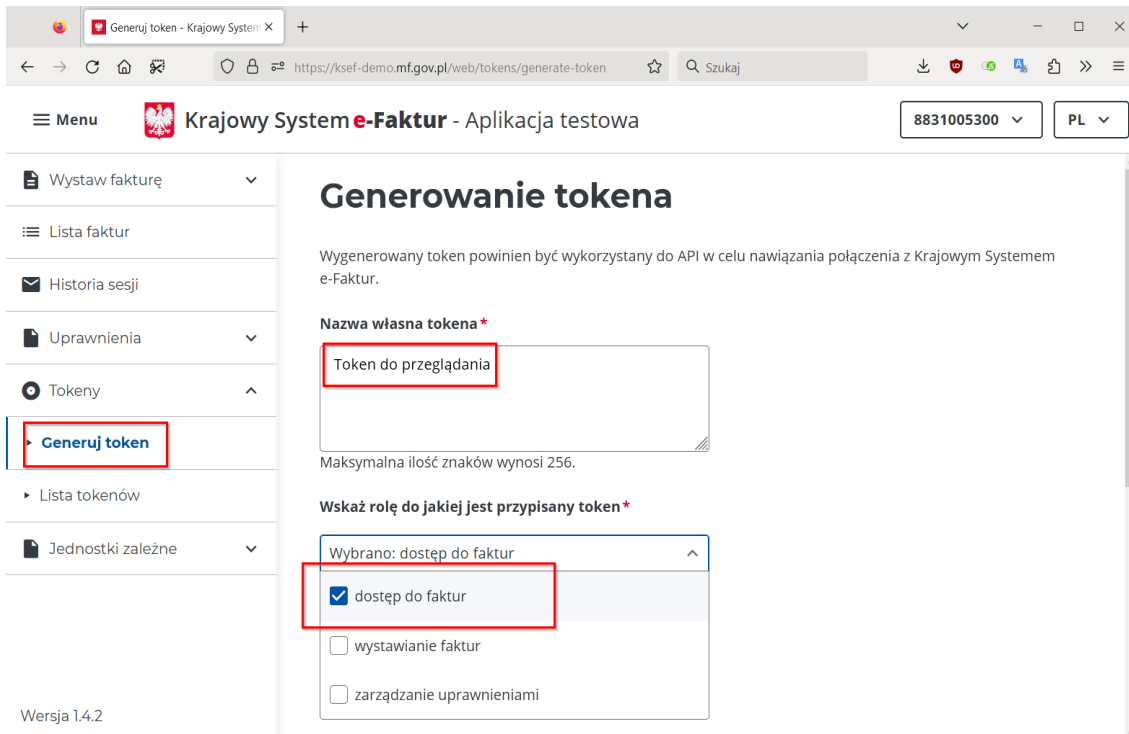 Generuj token - Krajowy System
https://ksef-demo.mf.gov.pl/web/tokens/generate-token
Szukaj
Menu
Krajowy System e-Faktur - Aplikacja testowa
8831005300
PL
Wystaw fakturę
Lista faktur
Historia sesji
Uprawnienia
Tokeny
Generuj token
Lista tokenów
Jednostki zależne
Wersja 1.4.2
Generowanie tokena
Wygenerowany token powinien być wykorzystany do API w celu nawiązania połączenia z Krajowym Systemem
e-Faktur.
Nazwa własna tokena*
Token do przeglądania
Maksymalna ilość znaków wynosi 256.
Wskaż rolę do jakiej jest przypisany token*
Wybrano: dostęp do faktur
dostęp do faktur
wystawianie faktur
zarządzanie uprawnieniami